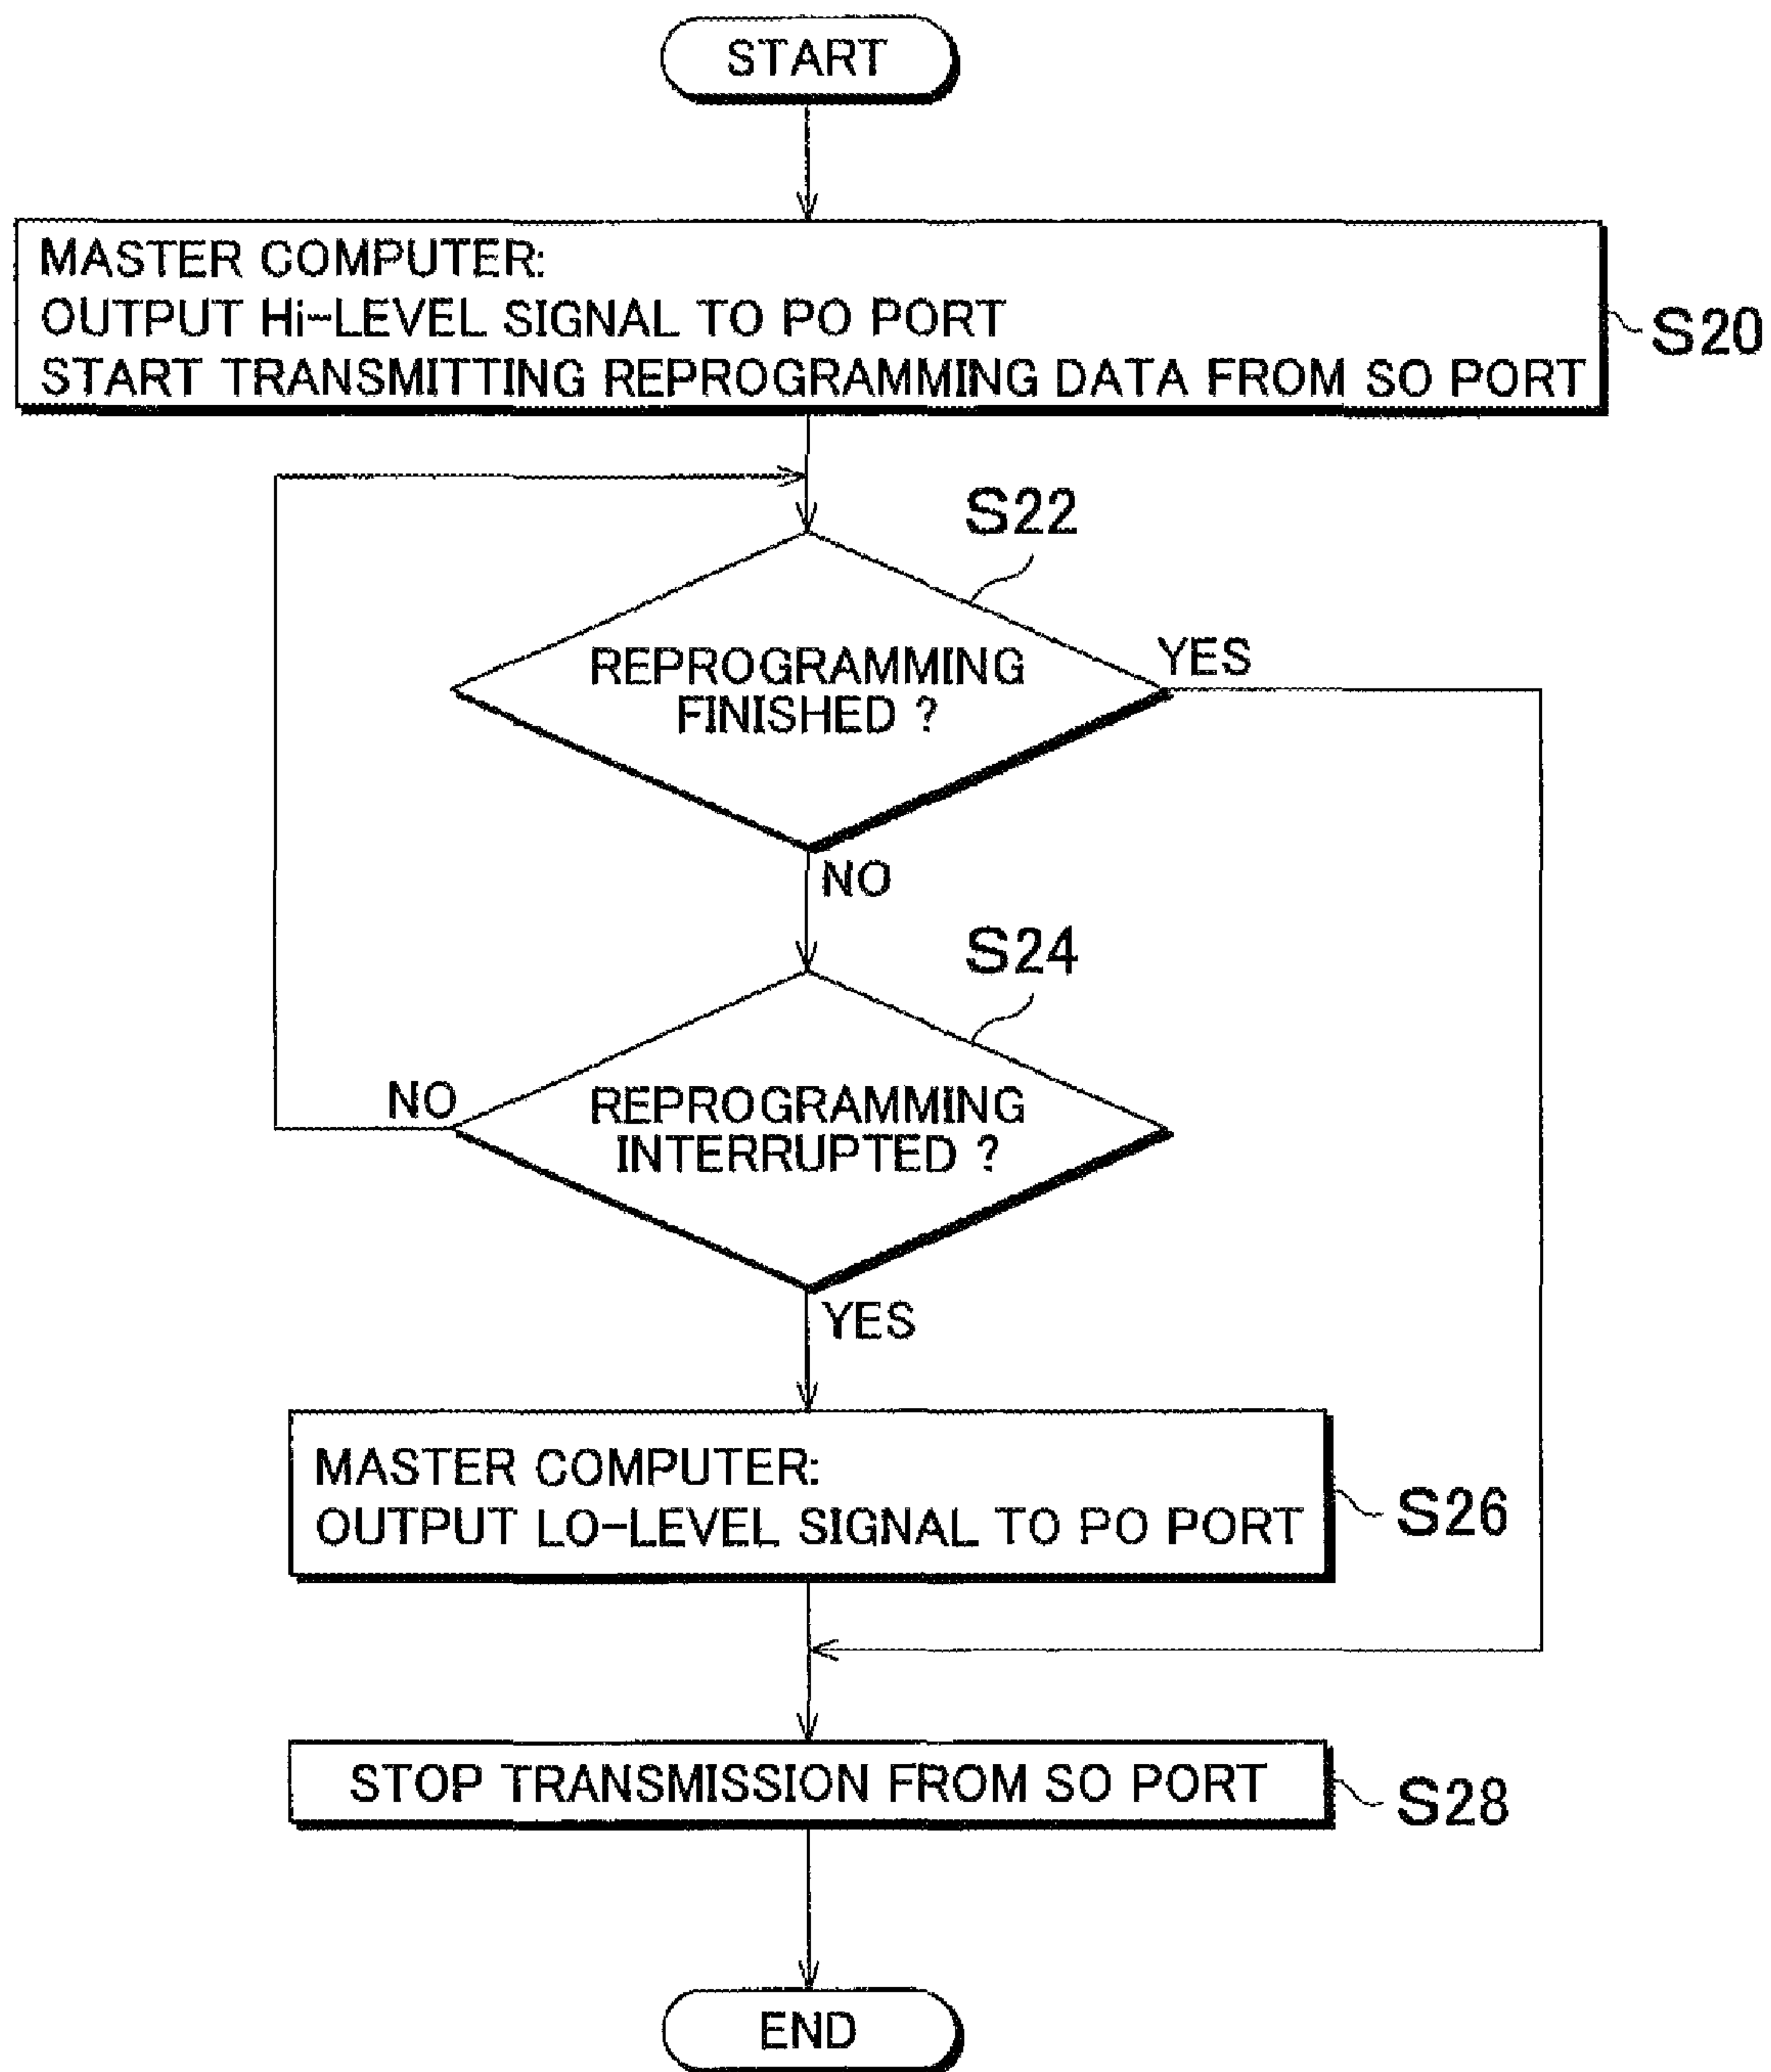 START
MASTER COMPUTER:
OUTPUT Hi-LEVEL SIGNAL TO PO PORT
START TRANSMITTING REPROGRAMMING DATA FROM SO PORT
S20
S22
REPROGRAMMING
FINISHED ?
YES
NO
S24
NO
REPROGRAMMING
INTERRUPTED ?
YES
MASTER COMPUTER:
OUTPUT LO-LEVEL SIGNAL TO PO PORT
S26
STOP TRANSMISSION FROM SO PORT
S28
END